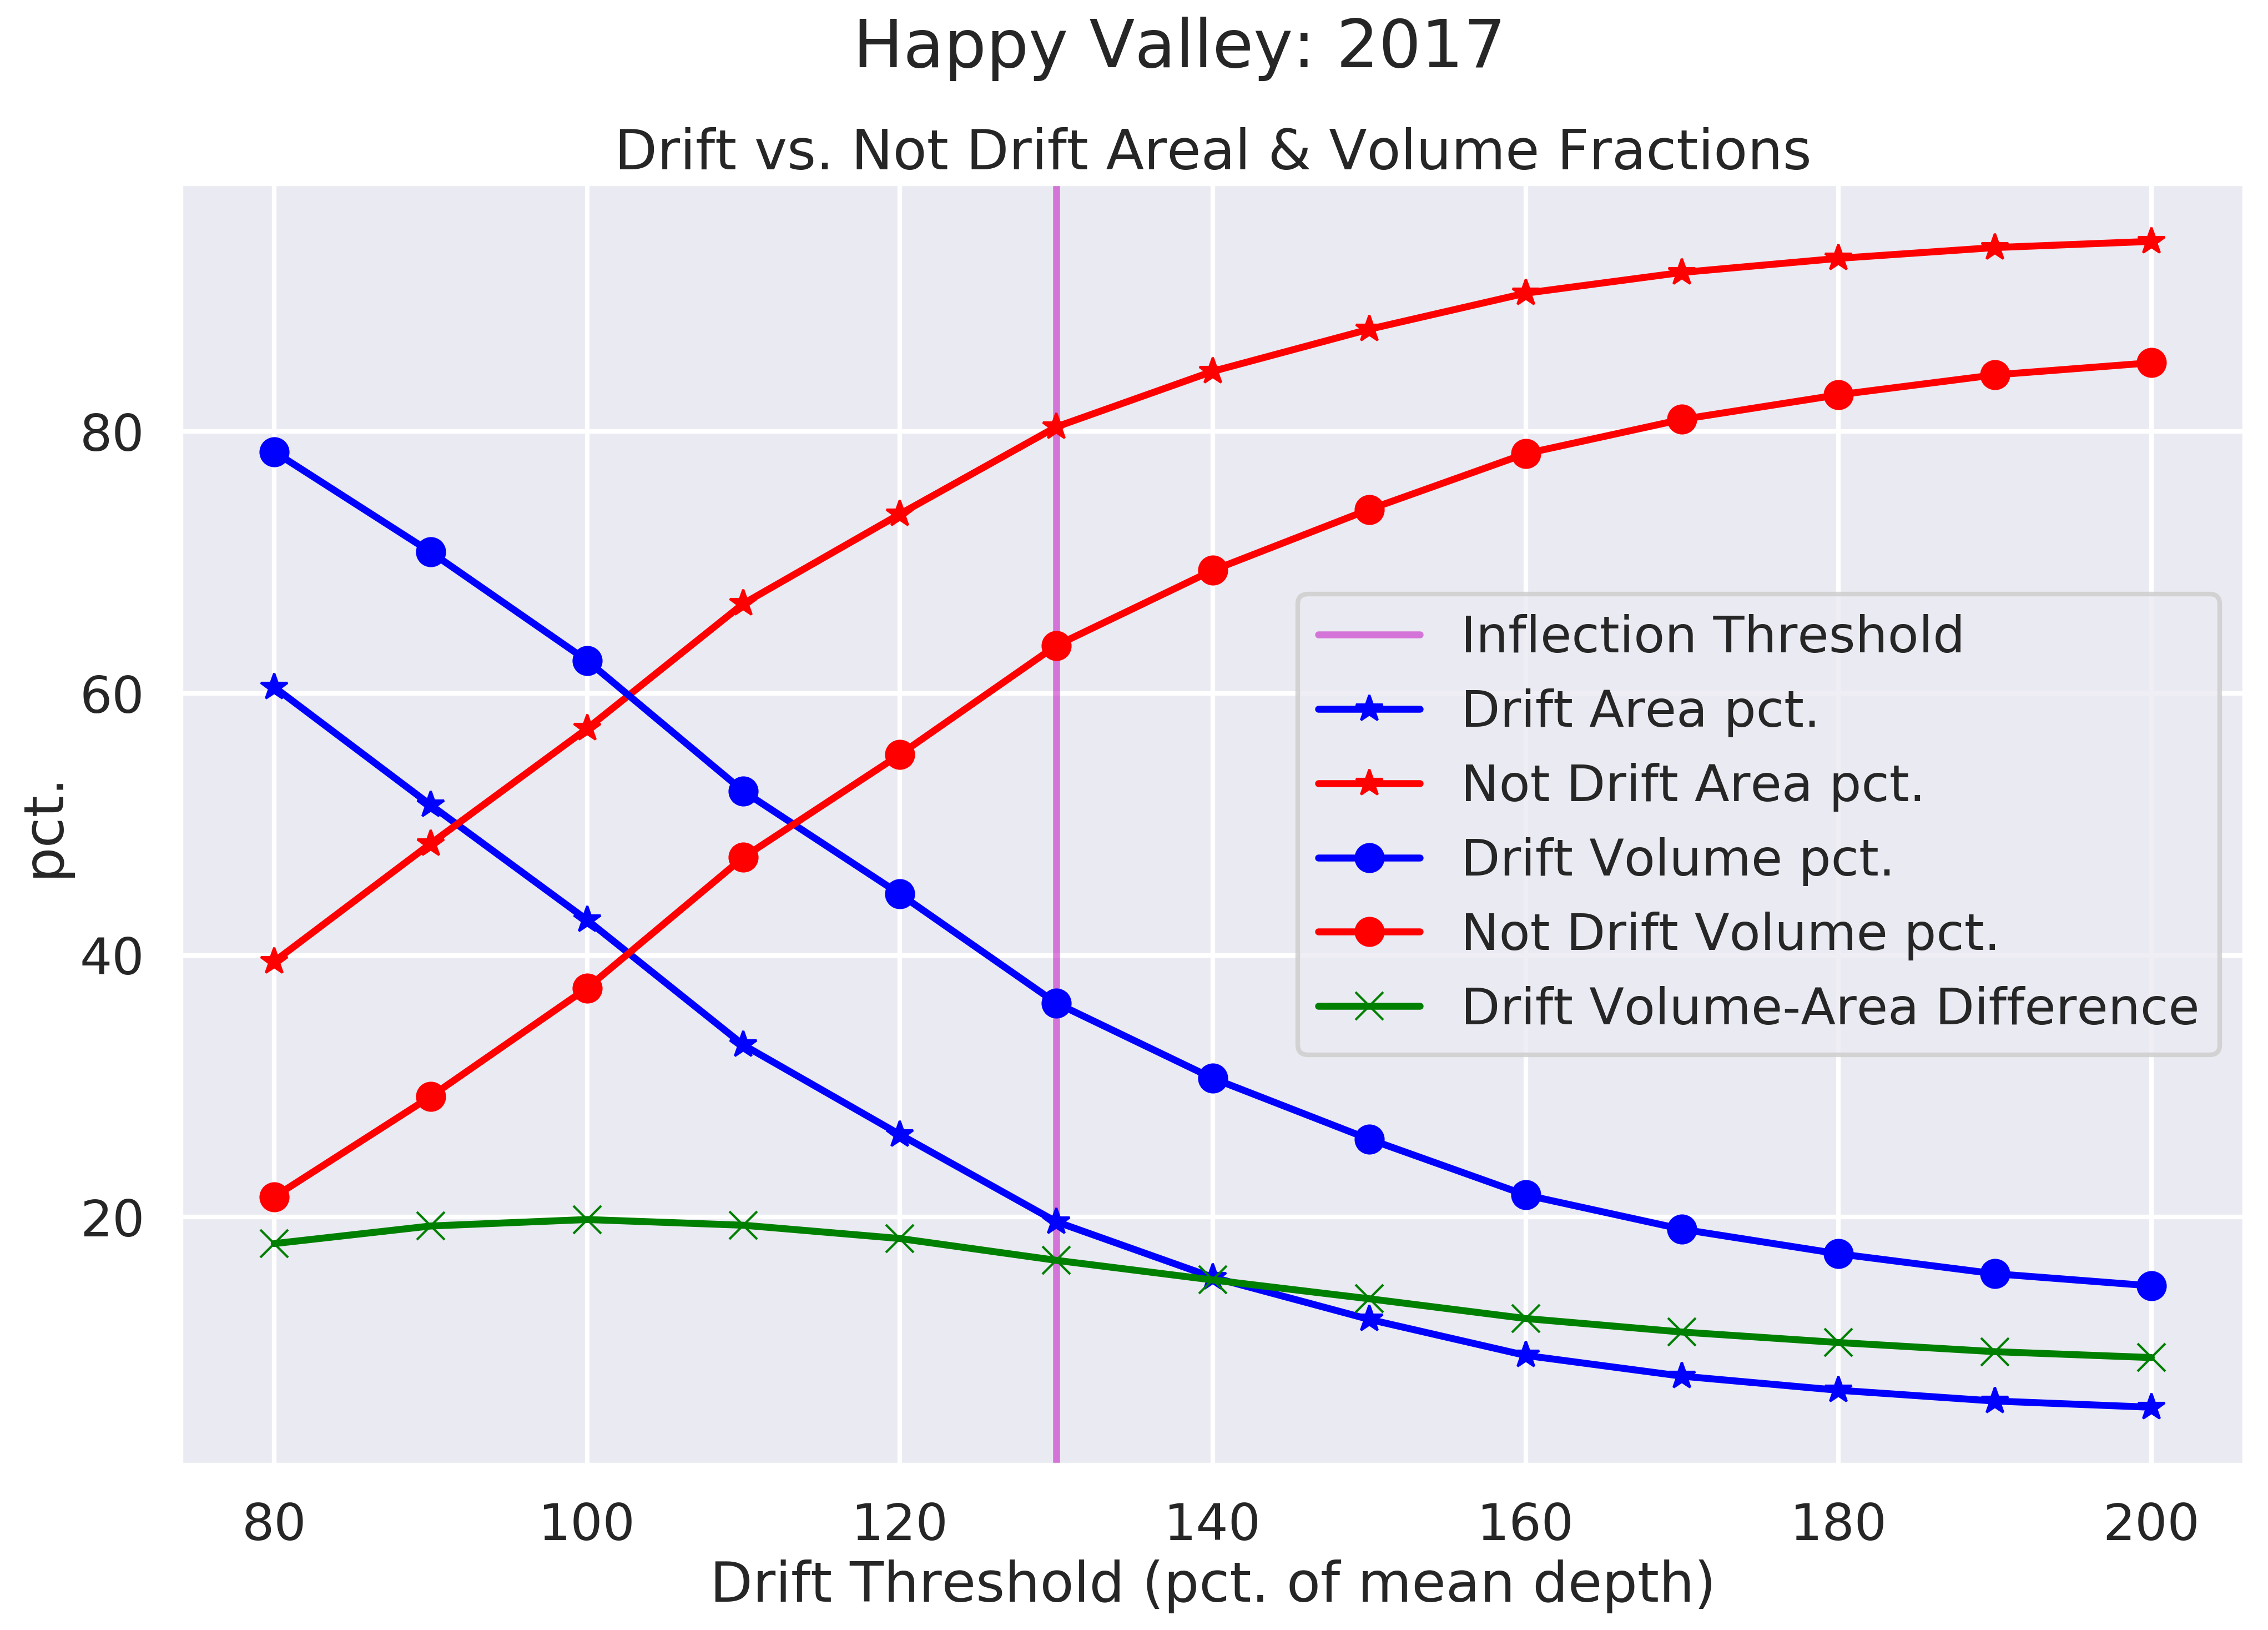 Happy Valley: 2017
Drift vs. Not Drift Areal & Volume Fractions
pct.
80
60
40
20
Inflection Threshold
Drift Area pct.
Not Drift Area pct.
Drift Volume pct.
Not Drift Volume pct.
Drift Volume-Area Difference
80 100 120 140 160 180 200
Drift Threshold (pct. of mean depth)